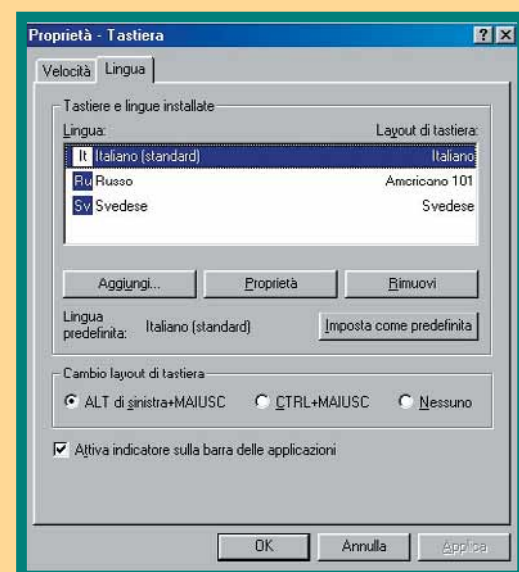 Proprietà - Tastiera
Velocità Lingua
Tastiere e lingue installate
Lingua: Layout di tastiera:
It Italiano (standard) Italiano
Ru Russo Americano 101
Sv Svedese Svedese
Aggiungi... Proprietà Rimuovi
Lingua predefinita: Italiano (standard) Imposta come predefinita
Cambio layout di tastiera
ALT di sinistra+MAIUSC CTRL+MAIUSC Nessuno
Attiva indicatore sulla barra delle applicazioni
OK Annulla Applica